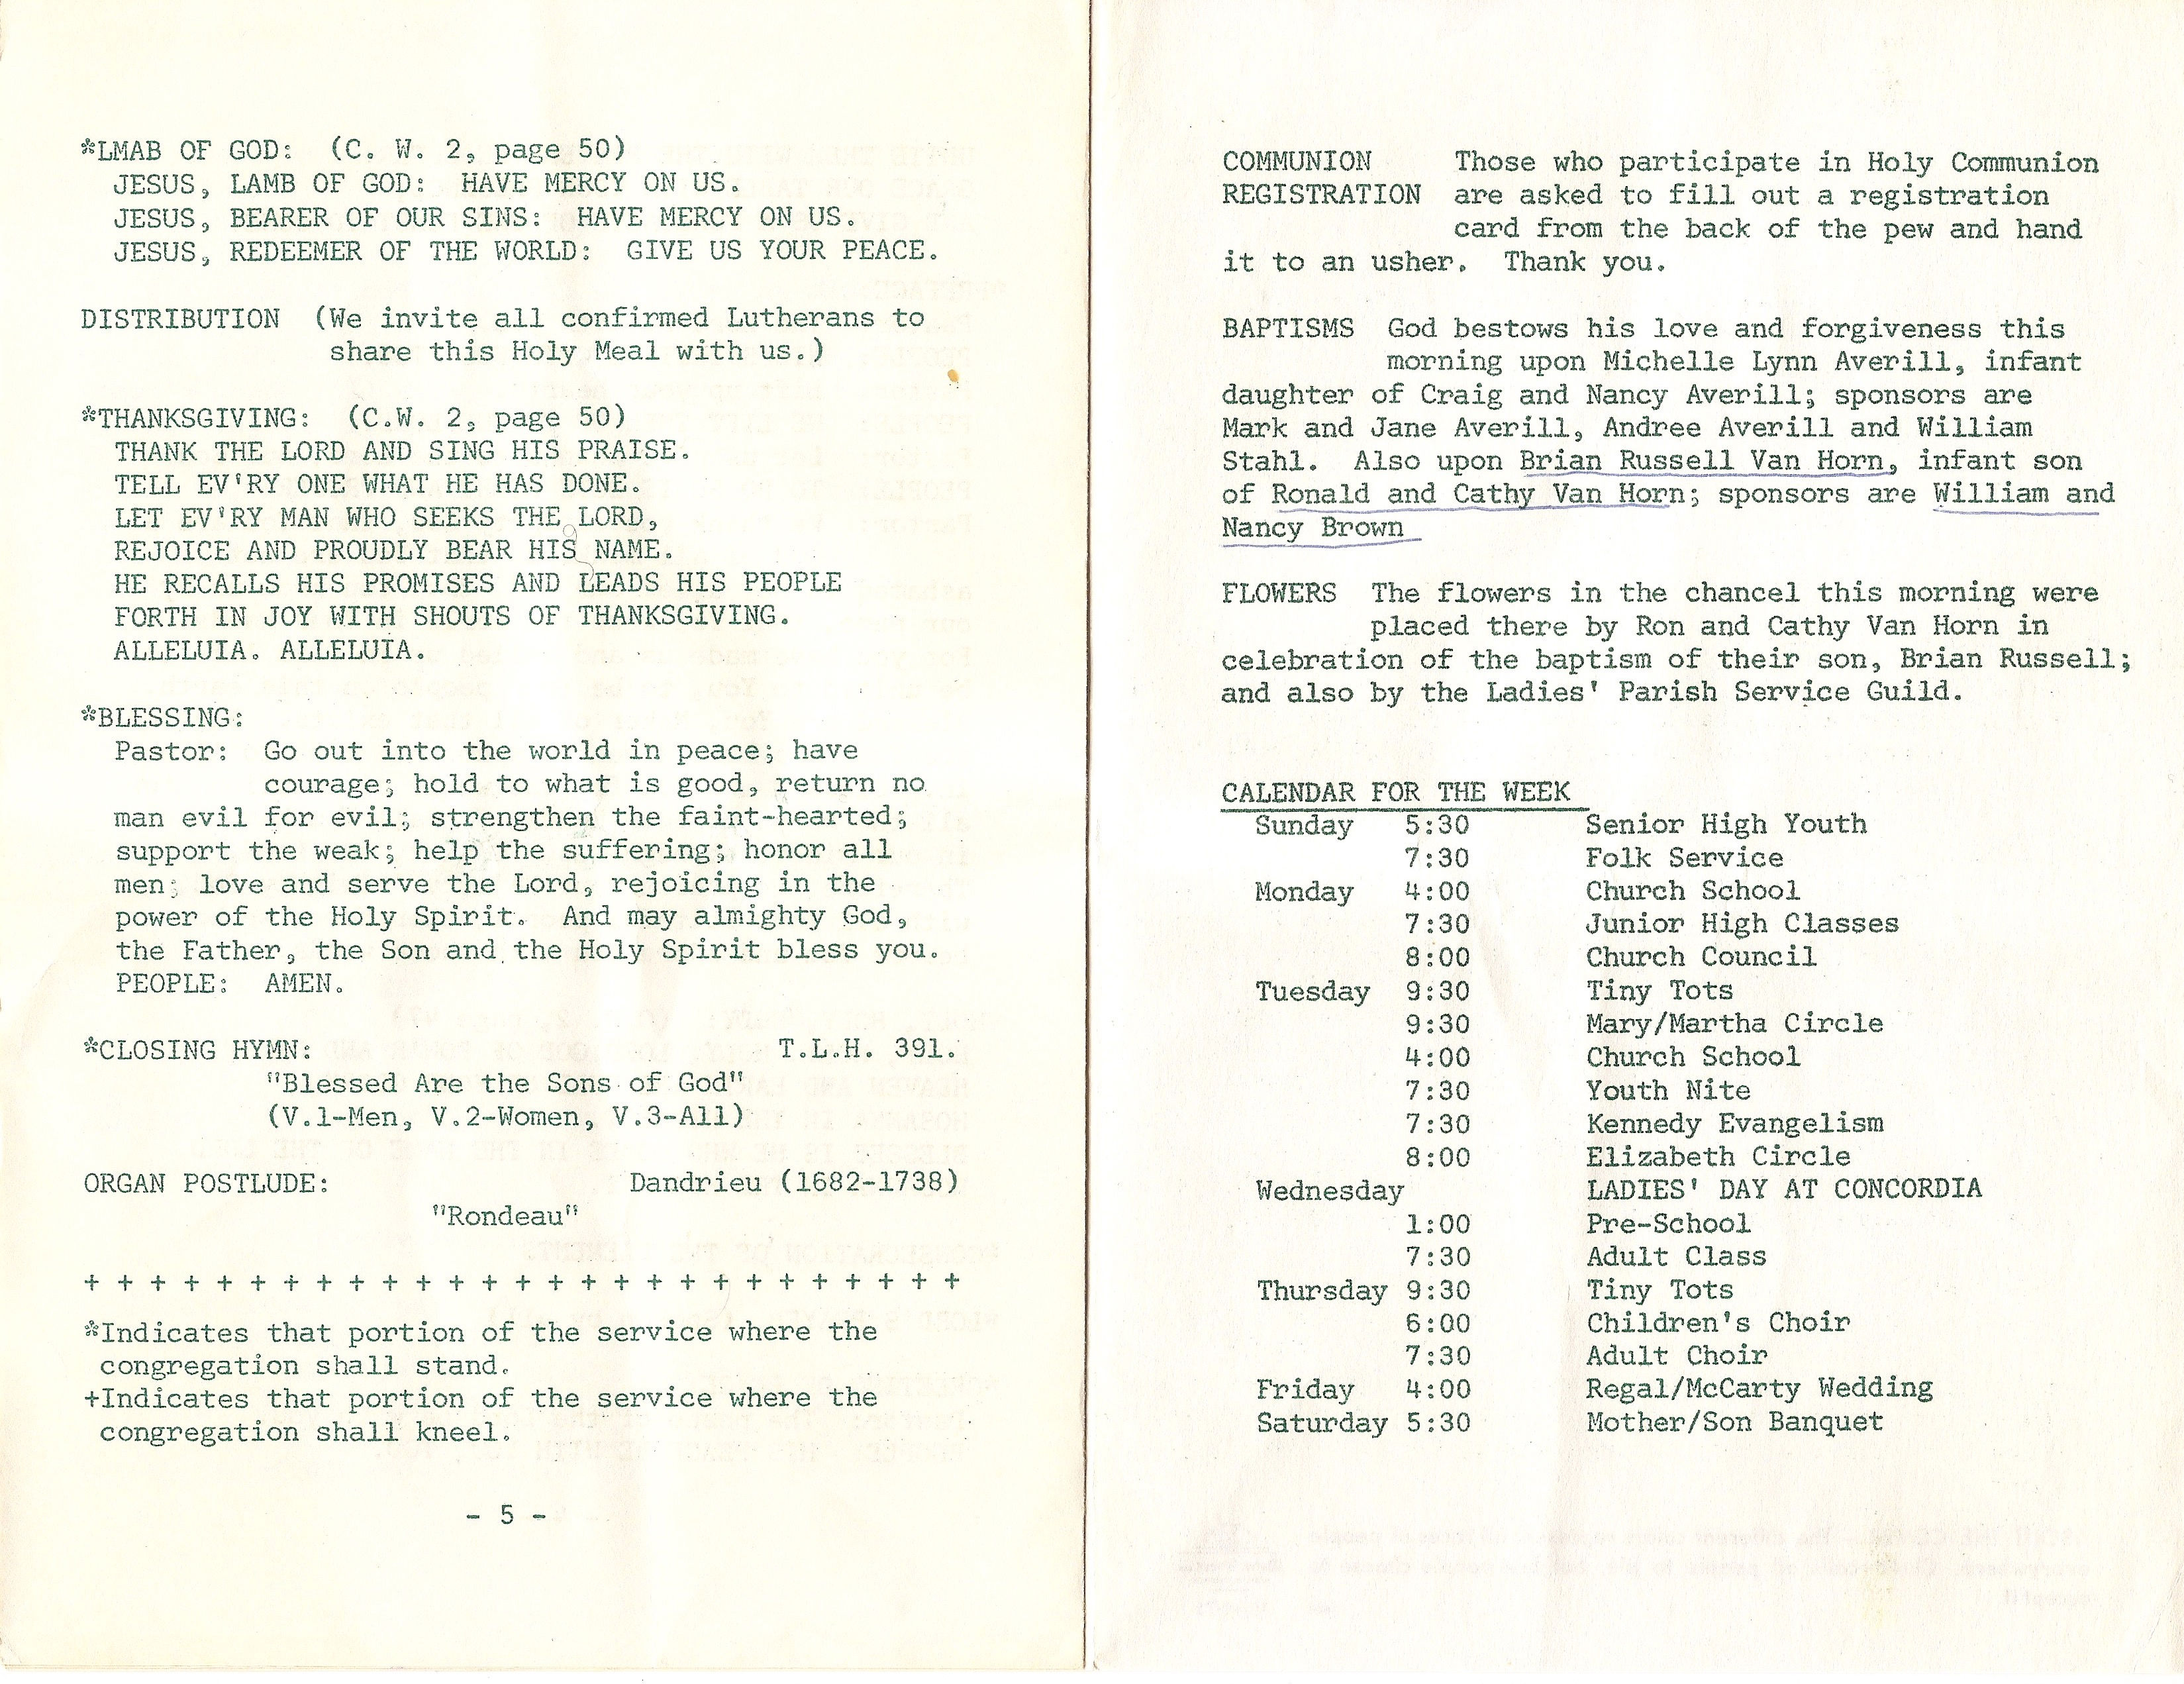 *LMAB OF GOD: (C. W. 2, page 50)
JESUS, LAMB OF GOD: HAVE MERCY ON US.
JESUS, BEARER OF OUR SINS: HAVE MERCY ON US.
JESUS, REDEEMER OF THE WORLD: GIVE US YOUR PEACE.
DISTRIBUTION (We invite all confirmed Lutherans to
share this Holy Meal with us.)
*THANKSGIVING: (C.W. 2, page 50)
THANK THE LORD AND SING HIS PRAISE.
TELL EV'RY ONE WHAT HE HAS DONE.
LET EV'RY MAN WHO SEEKS THE LORD,
REJOICE AND PROUDLY BEAR HIS NAME.
HE RECALLS HIS PROMISES AND LEADS HIS PEOPLE
FORTH IN JOY WITH SHOUTS OF THANKSGIVING.
ALLELUIA. ALLELUIA.
*BLESSING:
Pastor: Go out into the world in peace; have
courage; hold to what is good, return no
man evil for evil; strengthen the faint-hearted;
support the weak; help the suffering; honor all
men; love and serve the Lord, rejoicing in the
power of the Holy Spirit. And may almighty God,
the Father, the Son and the Holy Spirit bless you.
PEOPLE: AMEN.
*CLOSING HYMN: T.L.H. 391.
"Blessed Are the Sons of God"
(V.1-Men, V.2-Women, V.3-All)
ORGAN POSTLUDE: Dandrieu (1682-1738)
"Rondeau"
+ + + + + + + + + + + + + + + + + + + + + + + + + + +
*Indicates that portion of the service where the
congregation shall stand.
+Indicates that portion of the service where the
congregation shall kneel.
- 5 -
COMMUNION Those who participate in Holy Communion
REGISTRATION are asked to fill out a registration
card from the back of the pew and hand
it to an usher. Thank you.
BAPTISMS God bestows his love and forgiveness this
morning upon Michelle Lynn Averill, infant
daughter of Craig and Nancy Averill; sponsors are
Mark and Jane Averill, Andree Averill and William
Stahl. Also upon Brian Russell Van Horn, infant son
of Ronald and Cathy Van Horn; sponsors are William and
Nancy Brown
FLOWERS The flowers in the chancel this morning were
placed there by Ron and Cathy Van Horn in
celebration of the baptism of their son, Brian Russell;
and also by the Ladies' Parish Service Guild.
CALENDAR FOR THE WEEK
Sunday 5:30 Senior High Youth
7:30 Folk Service
Monday 4:00 Church School
7:30 Junior High Classes
8:00 Church Council
Tuesday 9:30 Tiny Tots
9:30 Mary/Martha Circle
4:00 Church School
7:30 Youth Nite
7:30 Kennedy Evangelism
8:00 Elizabeth Circle
Wednesday LADIES' DAY AT CONCORDIA
1:00 Pre-School
7:30 Adult Class
Thursday 9:30 Tiny Tots
6:00 Children's Choir
7:30 Adult Choir
Friday 4:00 Regal/McCarty Wedding
Saturday 5:30 Mother/Son Banquet